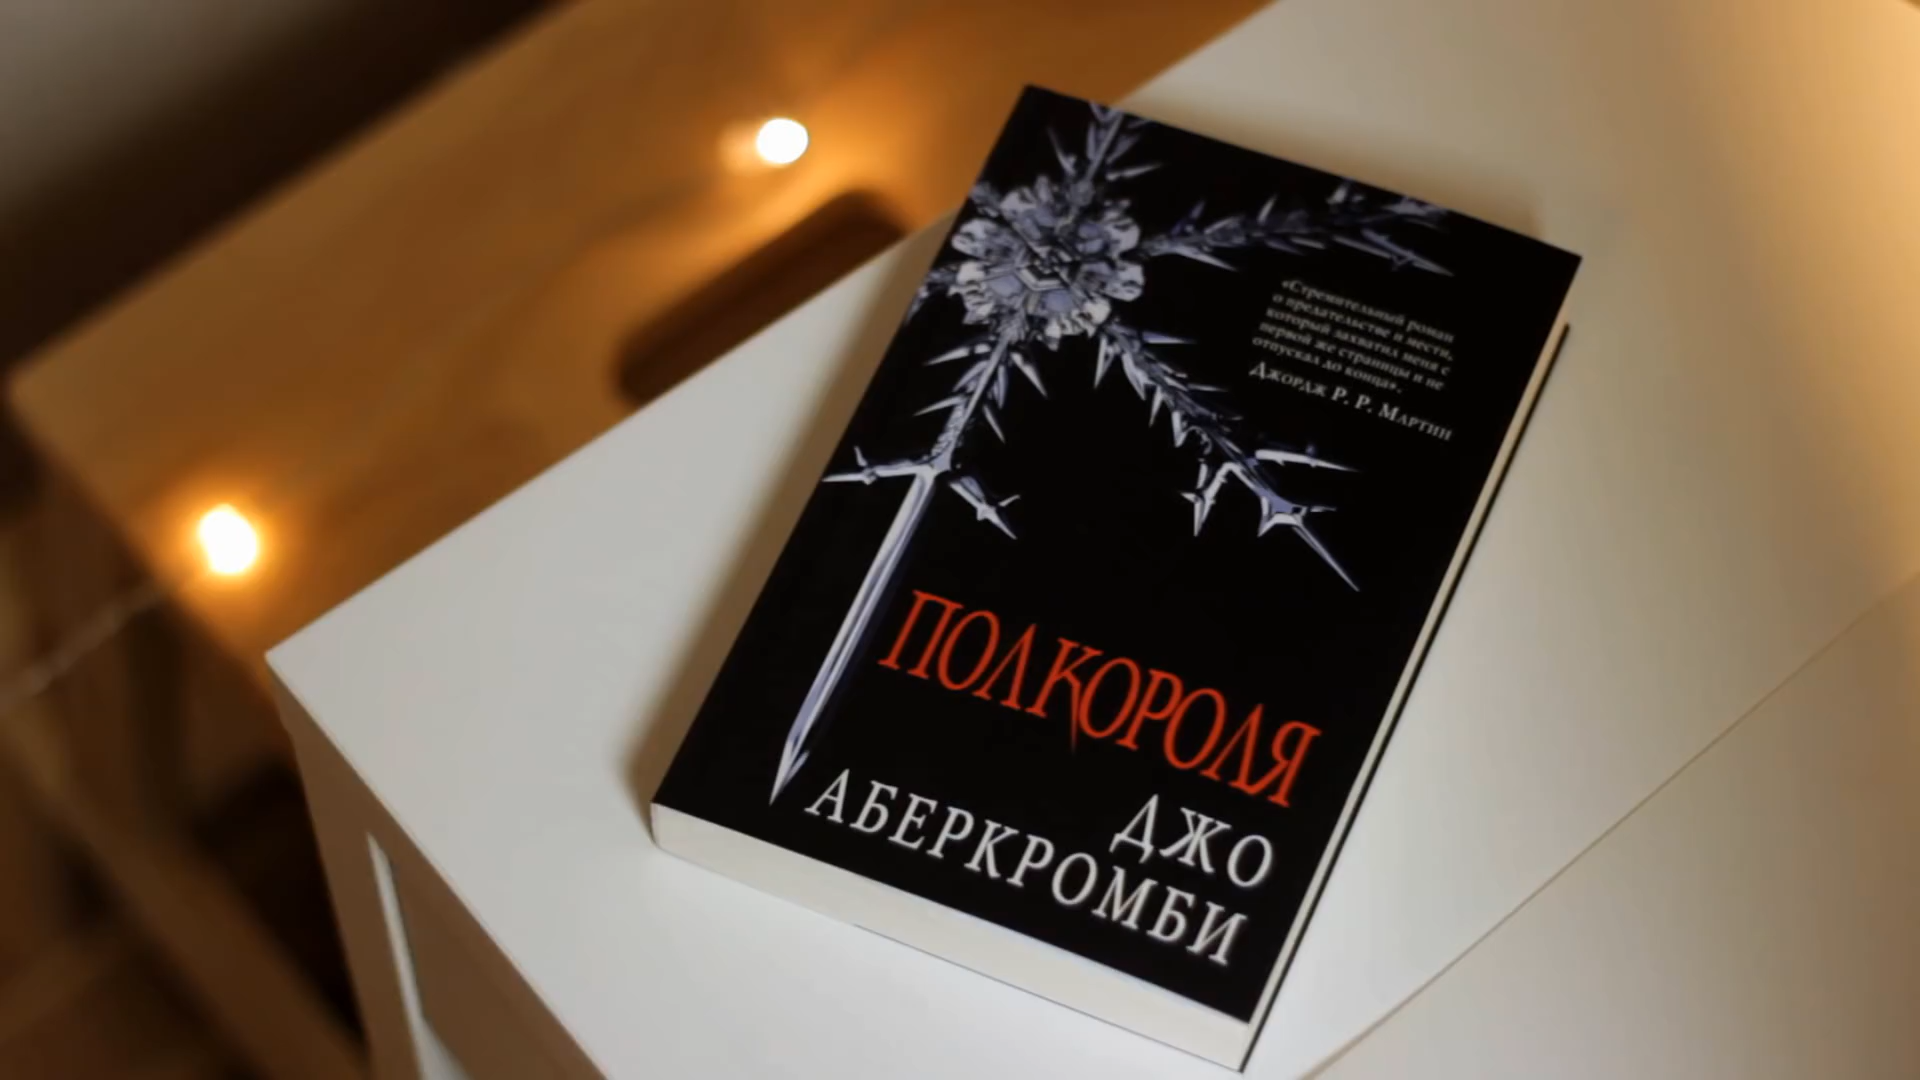 «Стремительный роман
о предательстве и мести,
который захватил меня с
первой же страницы и не
отпускал до конца».
Джордж Р. Р. Мартин
ПОЛКОРОЛЯ
ДЖО
АБЕРКРОМБИ